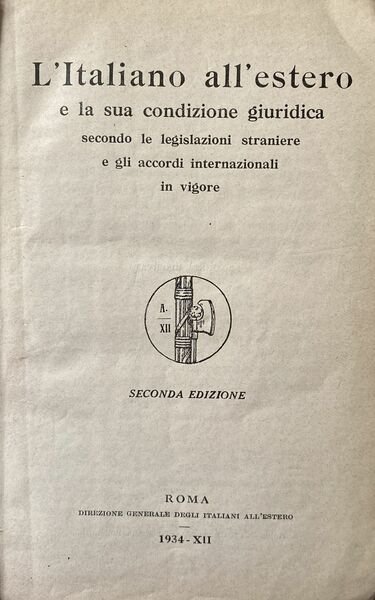 L'Italiano all'estero
e la sua condizione giuridica
secondo le legislazioni straniere
e gli accordi internazionali
in vigore
A.
XII
SECONDA EDIZIONE
ROMA
DIREZIONE GENERALE DEGLI ITALIANI ALL'ESTERO
1934-XII